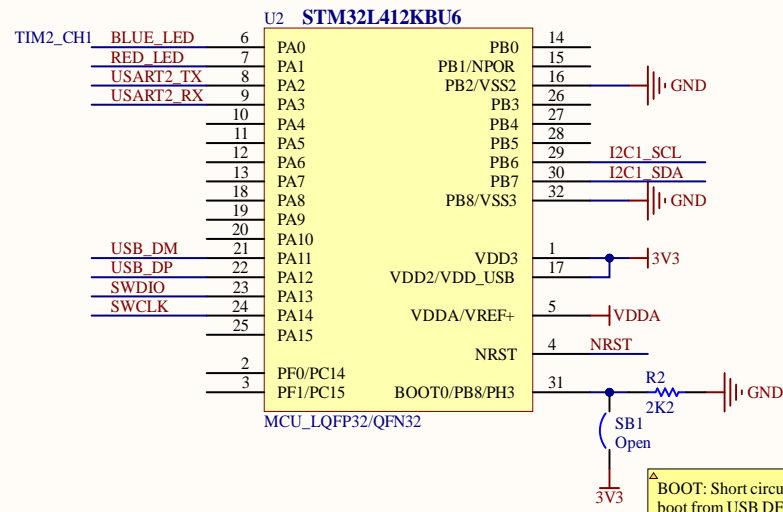 U2 STM32L412KBU6
TIM2_CH1 BLUE_LED 6 PA0 PB0 14
RED_LED 7 PA1 PB1/NPOR 15
USART2_TX 8 PA2 PB2/VSS2 16 GND
USART2_RX 9 PA3 PB3 26
10 PA4 PB4 27
11 PA5 PB5 28
12 PA6 PB6 29 I2C1_SCL
13 PA7 PB7 30 I2C1_SDA
18 PA8 PB8/VSS3 32 GND
19 PA9
20 PA10
USB_DM 21 PA11 VDD3 1 3V3
USB_DP 22 PA12 VDD2/VDD_USB 17
SWDIO 23 PA13
SWCLK 24 PA14 VDDA/VREF+ 5 VDDA
25 PA15
NRST 4 NRST
2 PF0/PC14
3 PF1/PC15 BOOT0/PB8/PH3 31 R2 GND
2K2
MCU_LQFP32/QFN32
SB1
Open
3V3
BOOT: Short circu
boot from USB DF